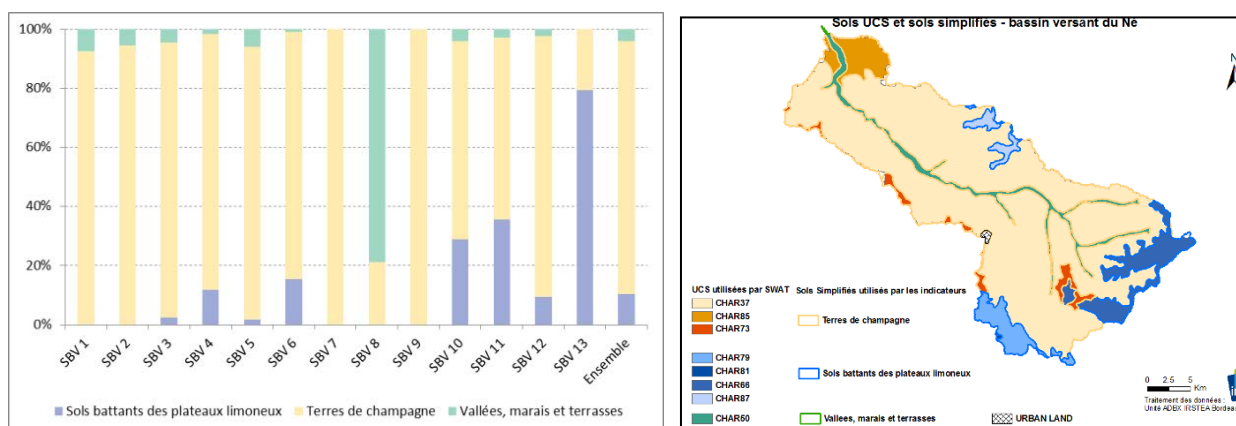 100%
80%
60%
40%
20%
0%
SBV 1
SBV 2
SBV 3
SBV 4
SBV 5
SBV 6
SBV 7
SBV 8
SBV 9
SBV 10
SBV 11
SBV 12
SBV 13
Ensemble
Sols battants des plateaux limoneux
Terres de champagne
Vallées, marais et terrasses
Sols UCS et sols simplifiés - bassin versant du Né
N
UCS utilisées par SWAT
Sols Simplifiés utilisés par les indicateurs
CHAR37
CHAR85
CHAR73
Terres de champagne
CHAR79
CHAR81
CHAR66
CHAR87
Sols battants des plateaux limoneux
CHAR50
Vallees, marais et terrasses
URBAN LAND
0 2.5 5
Km
Traitement des données :
Unité ADBX IRSTEA Bordea